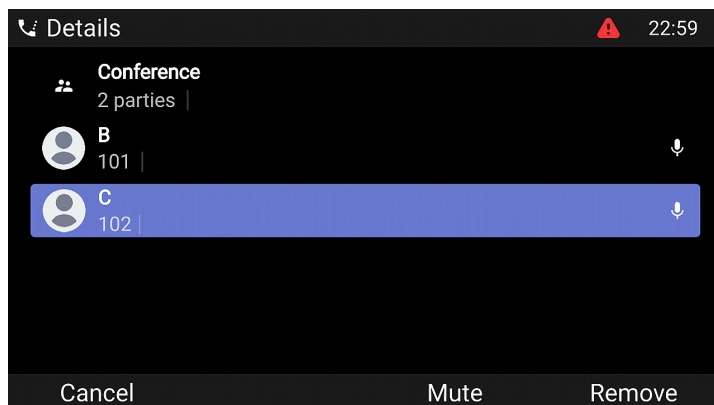 Details
22:59
Conference
2 parties
B
101
C
102
Cancel Mute Remove